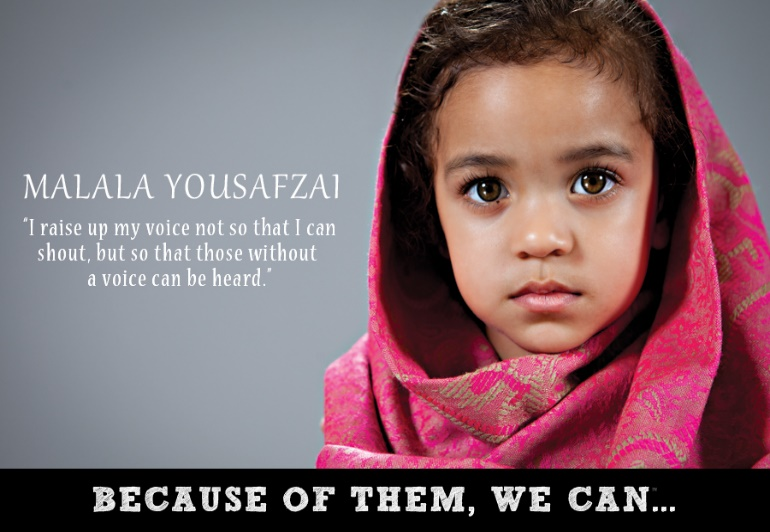 MALALA YOUSAFZAI
“I raise up my voice not so that I can
shout, but so that those without
a voice can be heard.”
BECAUSE OF THEM, WE CAN...